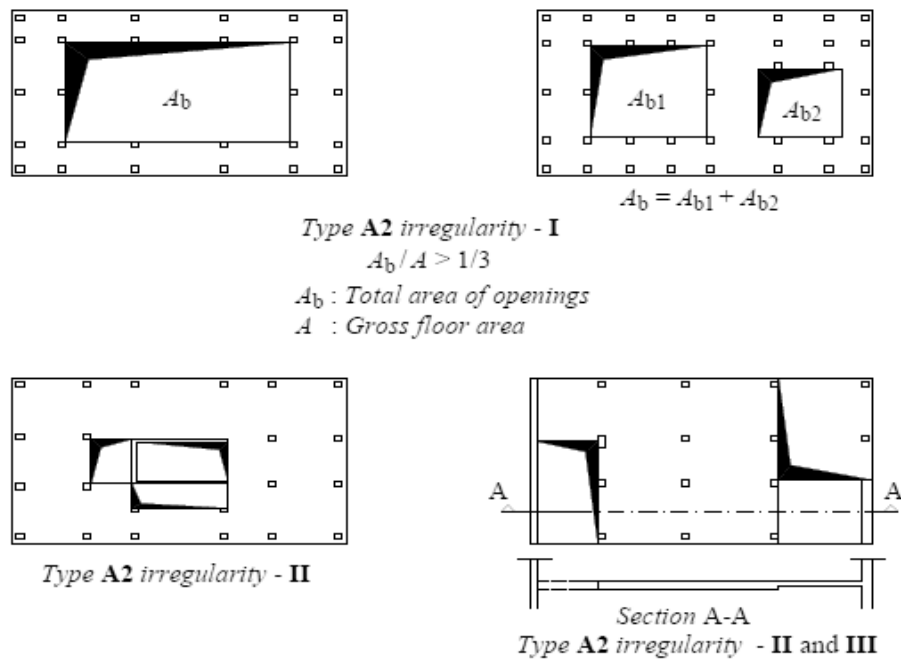 Ab
Ab1
Ab2
Ab = Ab1 + Ab2
Type A2 irregularity - I
Ab / A > 1/3
Ab : Total area of openings
A : Gross floor area
A
A
Type A2 irregularity - II
Section A-A
Type A2 irregularity - II and III